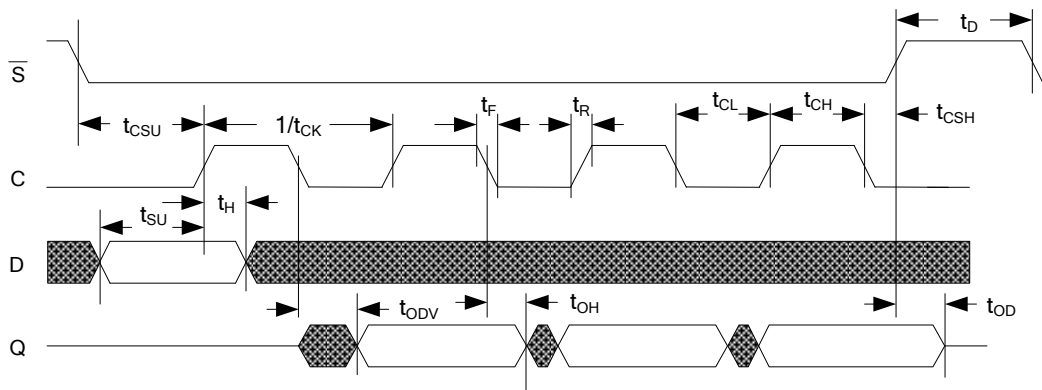 t_D
S̅
t_F t_R t_CL t_CH
t_CSU 1/t_CK t_CSH
C
t_SU t_H
D
t_ODV t_OH t_OD
Q